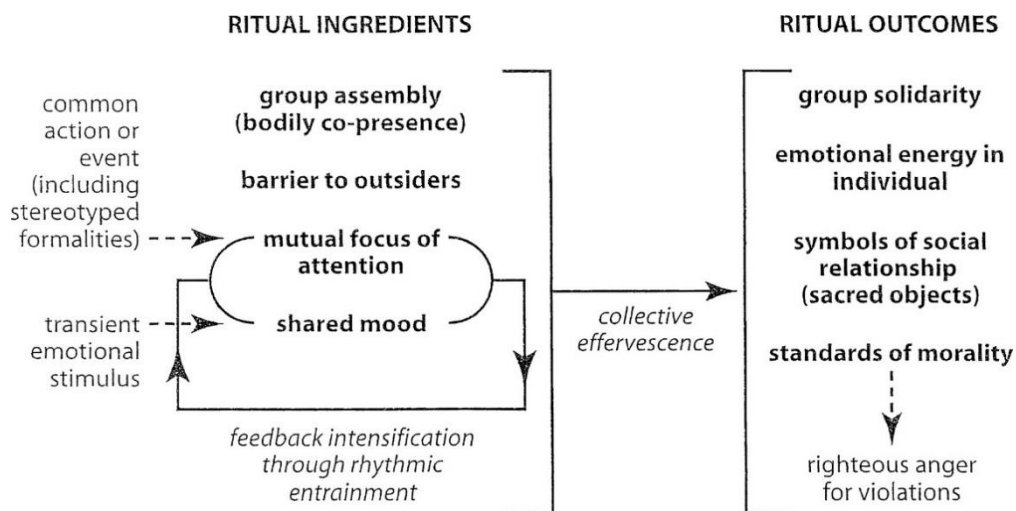 RITUAL INGREDIENTS
RITUAL OUTCOMES
common
action or
event
(including
stereotyped
formalities)
transient
emotional
stimulus
group assembly
(bodily co-presence)
barrier to outsiders
mutual focus of
attention
shared mood
feedback intensification
through rhythmic
entrainment
collective
effervescence
group solidarity
emotional energy in
individual
symbols of social
relationship
(sacred objects)
standards of morality
righteous anger
for violations